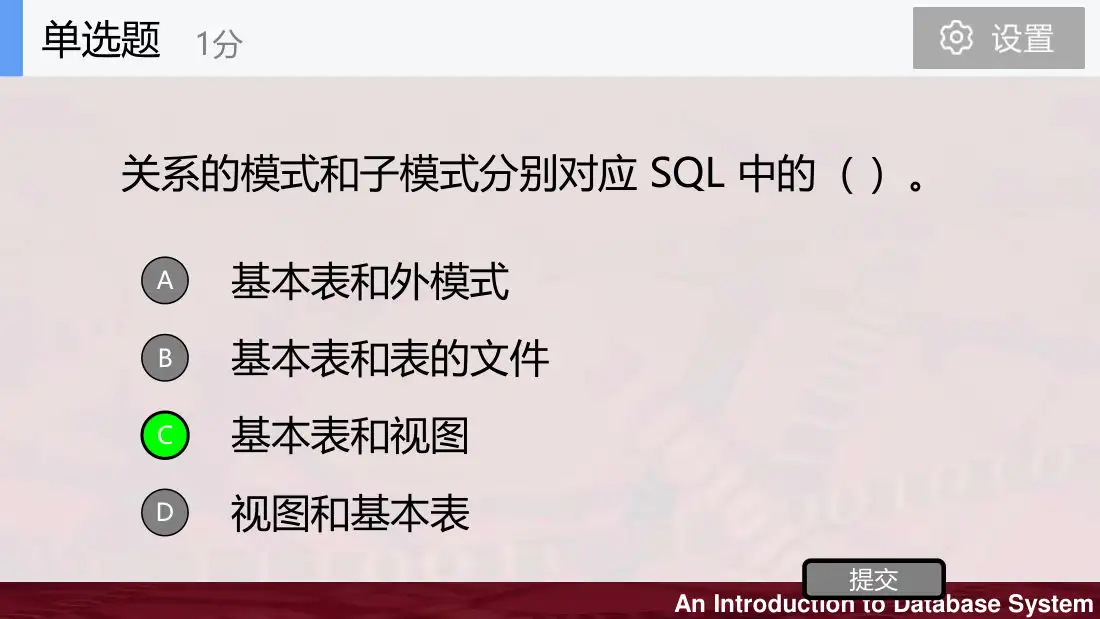 单选题 1分
设置
关系的模式和子模式分别对应 SQL 中的（ ）。
A 基本表和外模式
B 基本表和表的文件
C 基本表和视图
D 视图和基本表
提交
An Introduction to Database System